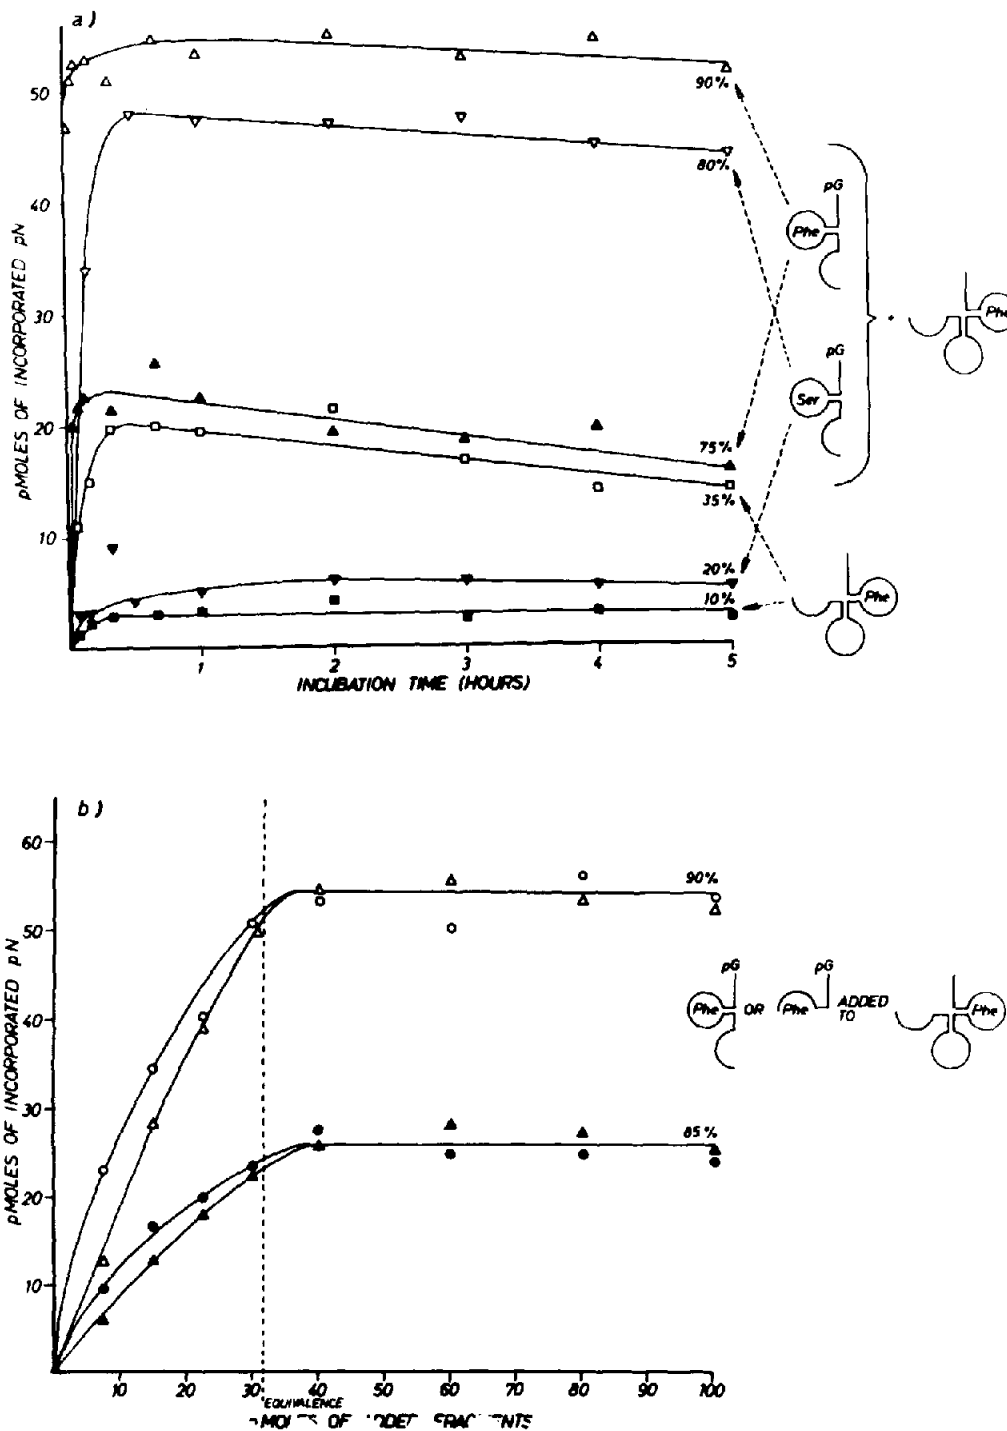 a)
pMOLES OF INCORPORATED pN
50
40
30
20
10
90%
80%
75%
35%
20%
10%
pG
Phe
pG
Ser
+
Phe
Phe
1 2 3 4 5
INCUBATION TIME (HOURS)
b)
pMOLES OF INCORPORATED pN
60
50
40
30
20
10
90%
85%
pG
Phe
OR
pG
Phe
ADDED
TO
Phe
10 20 30 40 50 60 70 80 90 100
EQUIVALENCE
OF